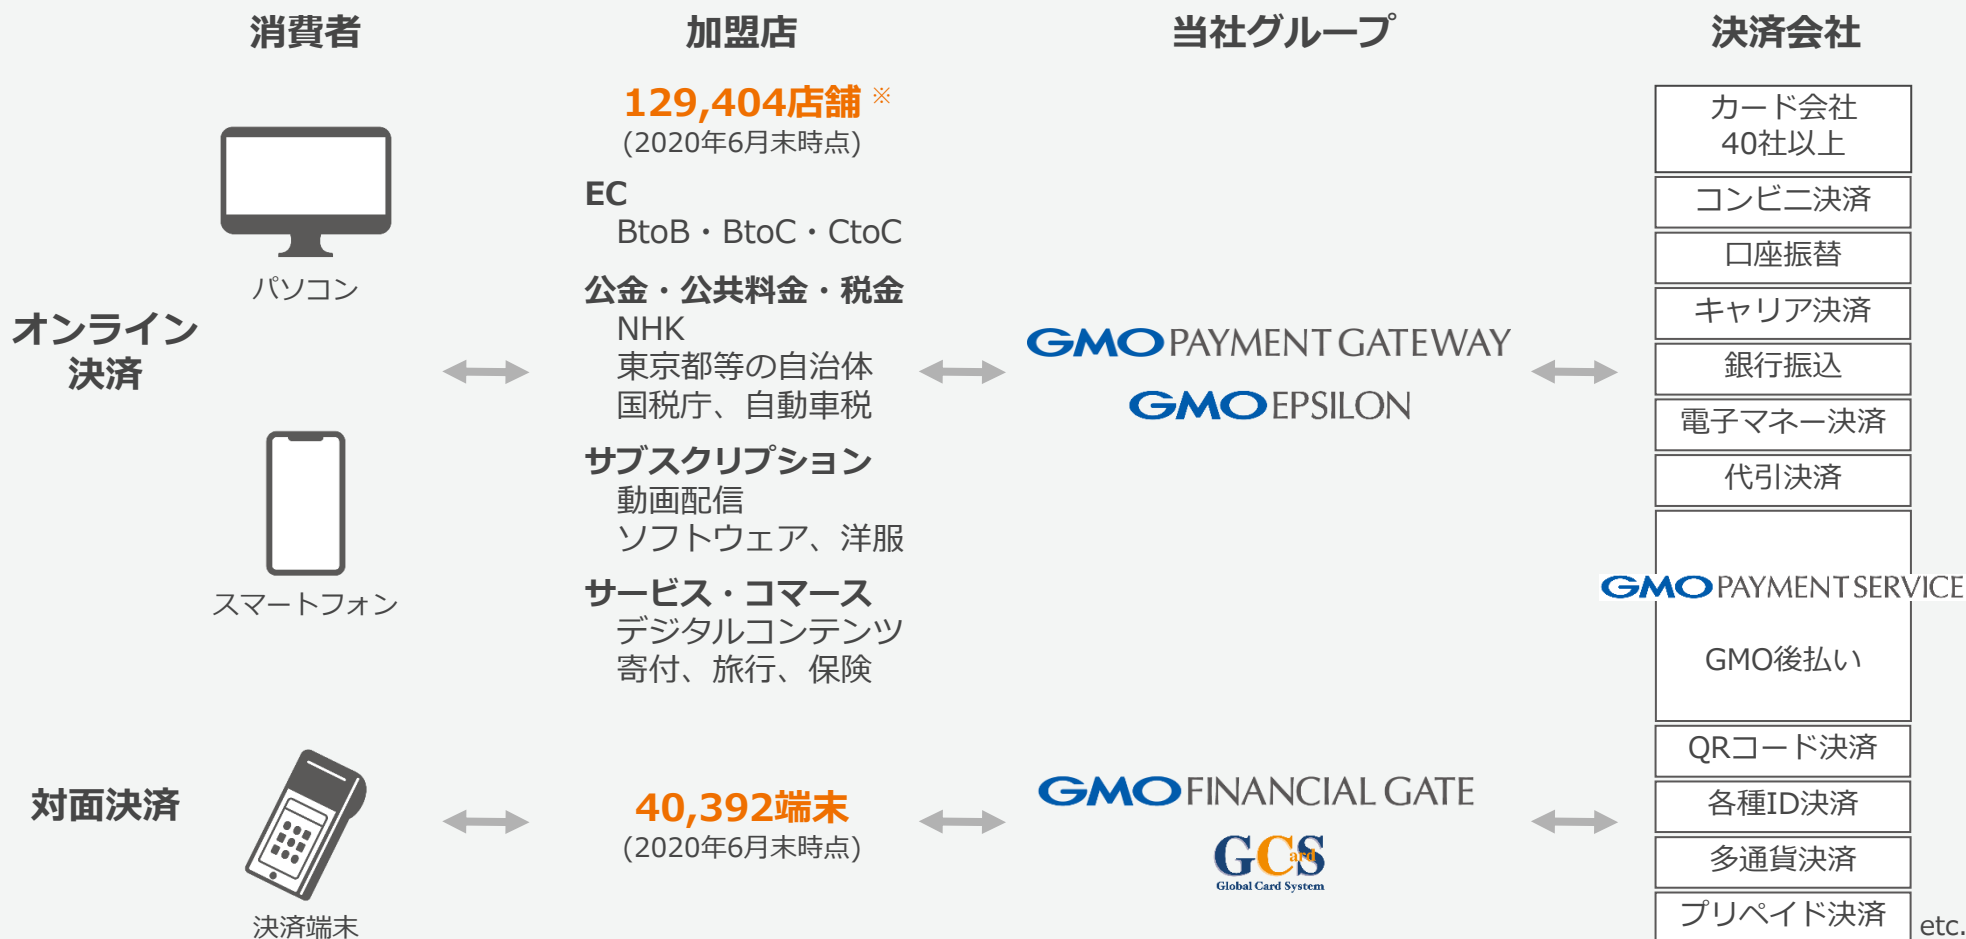 消費者
加盟店
当社グループ
決済会社
オンライン
決済
パソコン
スマートフォン
129,404店舗 ※
(2020年6月末時点)
EC
BtoB・BtoC・CtoC
公金・公共料金・税金
NHK
東京都等の自治体
国税庁、自動車税
サブスクリプション
動画配信
ソフトウェア、洋服
サービス・コマース
デジタルコンテンツ
寄付、旅行、保険
GMO PAYMENT GATEWAY
GMO EPSILON
カード会社
40社以上
コンビニ決済
口座振替
キャリア決済
銀行振込
電子マネー決済
代引決済
GMO PAYMENT SERVICE
GMO後払い
対面決済
決済端末
40,392端末
(2020年6月末時点)
GMO FINANCIAL GATE
GCardS
Global Card System
QRコード決済
各種ID決済
多通貨決済
プリペイド決済
etc.